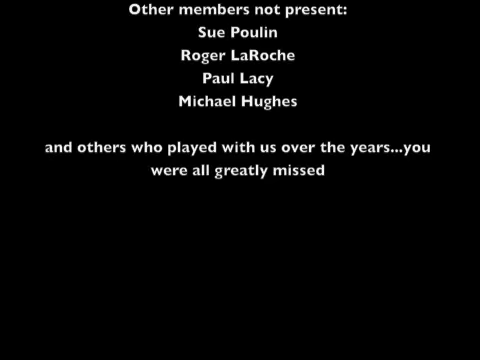 Other members not present:
Sue Poulin
Roger LaRoche
Paul Lacy
Michael Hughes
and others who played with us over the years...you
were all greatly missed